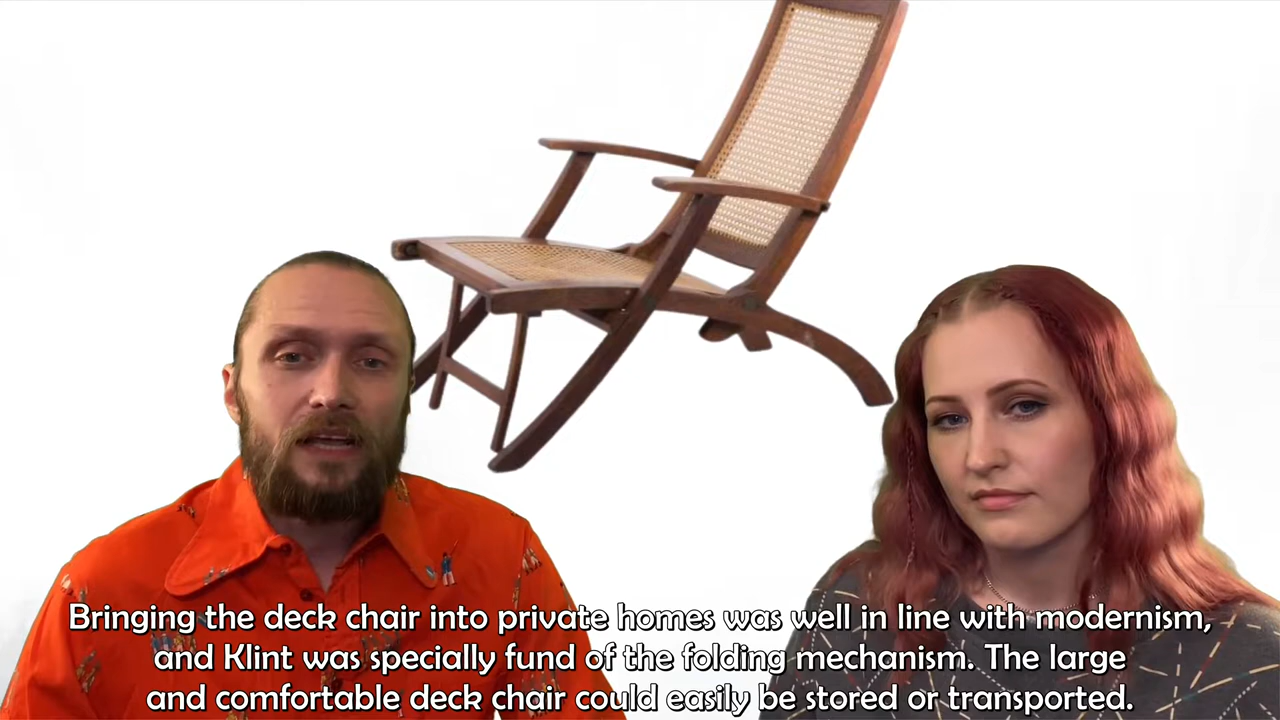 Bringing the deck chair into private homes was well in line with modernism,
and Klint was specially fund of the folding mechanism. The large
and comfortable deck chair could easily be stored or transported.